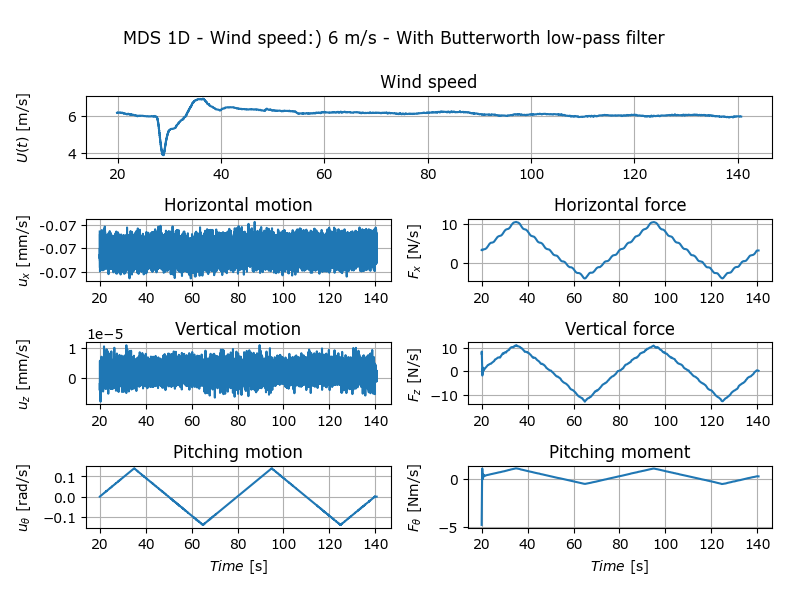 MDS 1D - Wind speed:) 6 m/s - With Butterworth low-pass filter
Wind speed
U(t) [m/s]
6
4
20 40 60 80 100 120 140
Horizontal motion
u_x [mm/s]
-0.07
-0.07
-0.07
20 40 60 80 100 120 140
Horizontal force
F_x [N/s]
10
0
20 40 60 80 100 120 140
Vertical motion
1e−5
u_z [mm/s]
1
0
20 40 60 80 100 120 140
Vertical force
F_z [N/s]
10
0
−10
20 40 60 80 100 120 140
Pitching motion
u_θ [rad/s]
0.1
0.0
−0.1
20 40 60 80 100 120 140
Time [s]
Pitching moment
F_θ [Nm/s]
0
−5
20 40 60 80 100 120 140
Time [s]